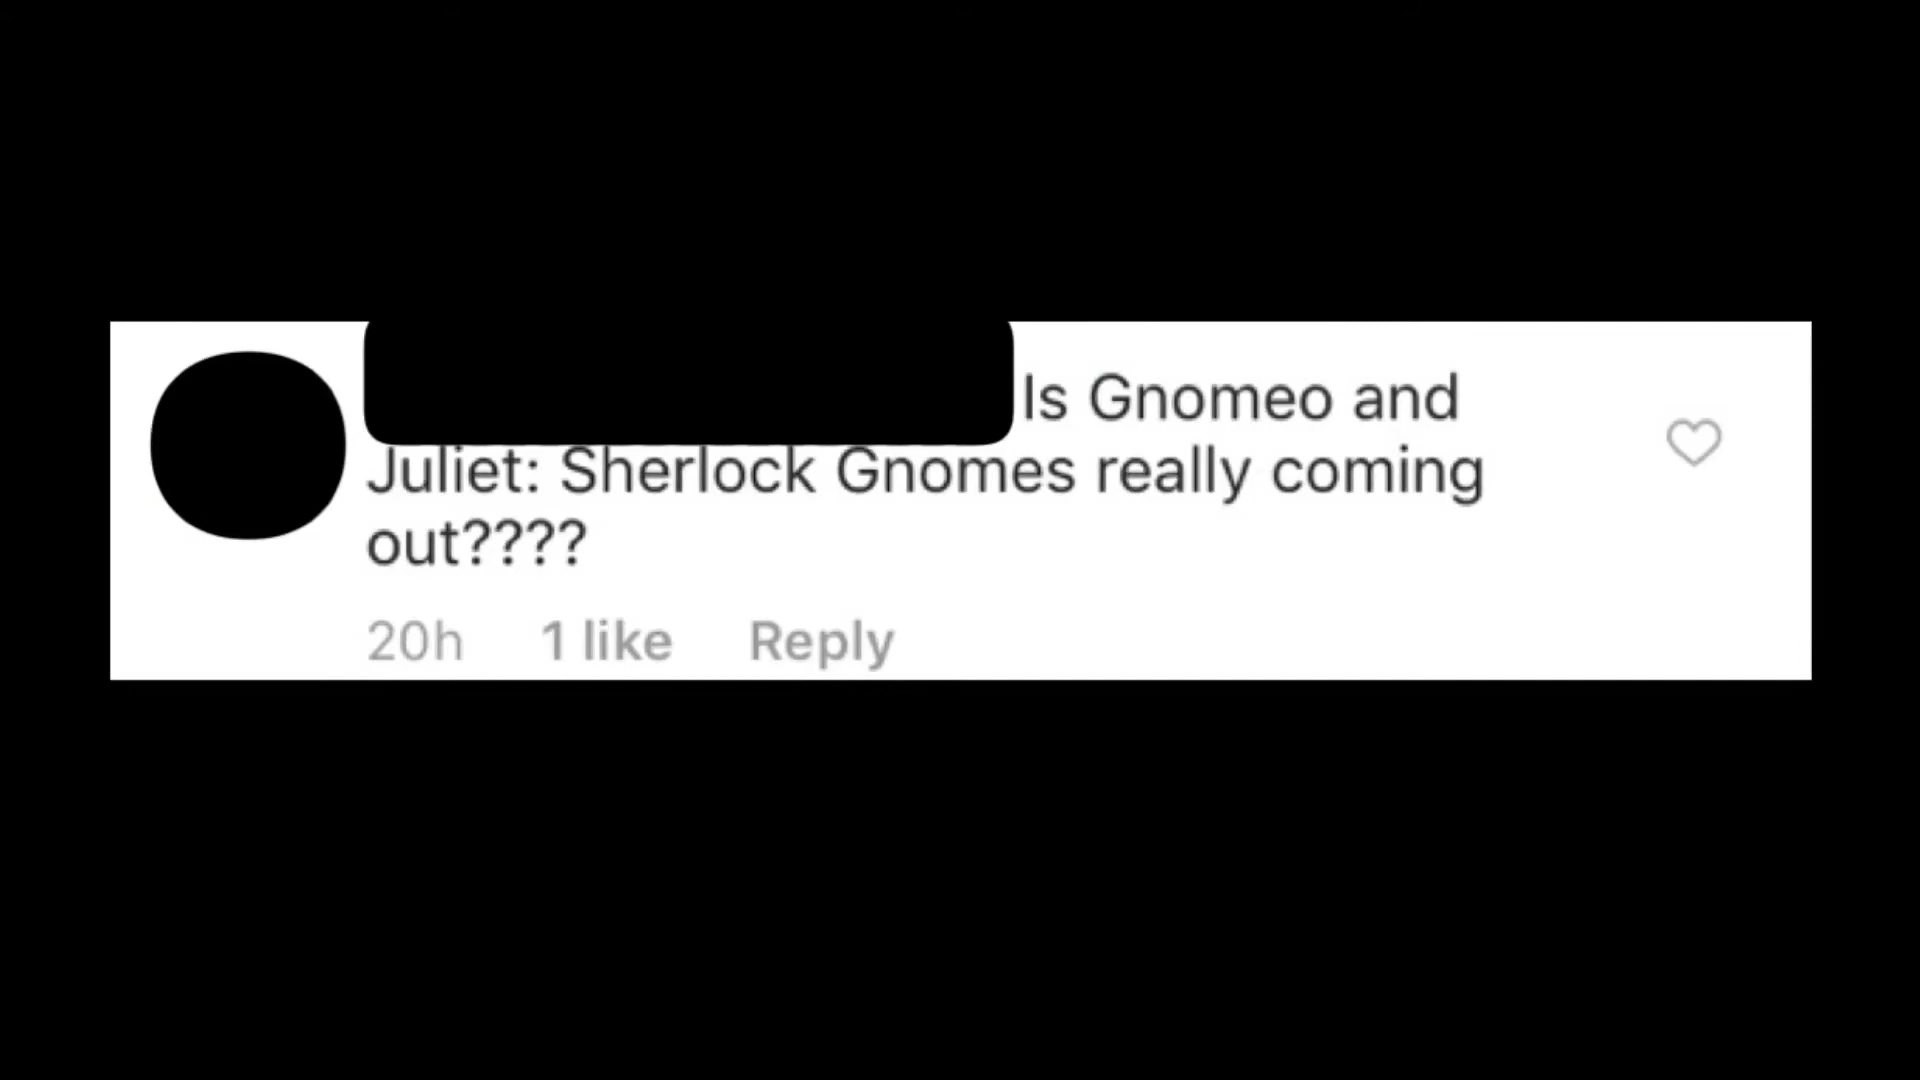 Is Gnomeo and
Juliet: Sherlock Gnomes really coming
out????
20h 1 like Reply